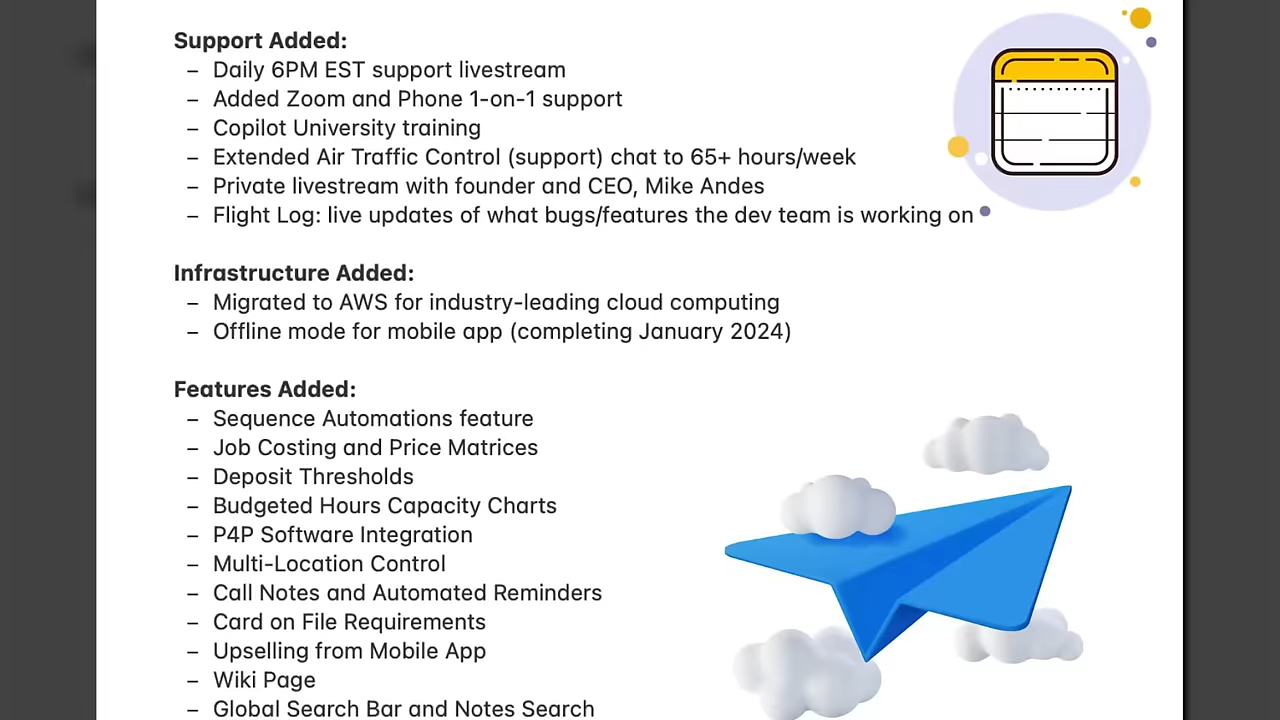 Support Added:
– Daily 6PM EST support livestream
– Added Zoom and Phone 1-on-1 support
– Copilot University training
– Extended Air Traffic Control (support) chat to 65+ hours/week
– Private livestream with founder and CEO, Mike Andes
– Flight Log: live updates of what bugs/features the dev team is working on
Infrastructure Added:
– Migrated to AWS for industry-leading cloud computing
– Offline mode for mobile app (completing January 2024)
Features Added:
– Sequence Automations feature
– Job Costing and Price Matrices
– Deposit Thresholds
– Budgeted Hours Capacity Charts
– P4P Software Integration
– Multi-Location Control
– Call Notes and Automated Reminders
– Card on File Requirements
– Upselling from Mobile App
– Wiki Page
– Global Search Bar and Notes Search